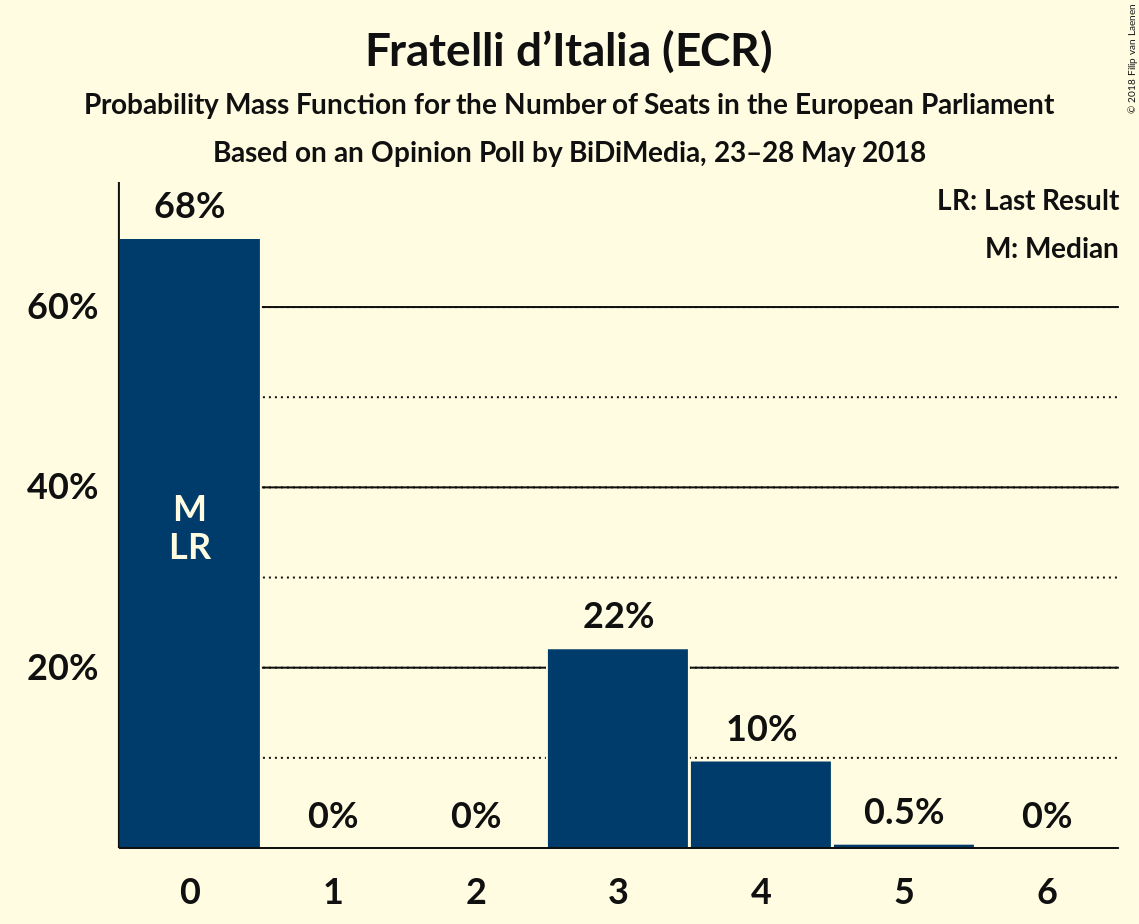 Fratelli d’Italia (ECR)
Probability Mass Function for the Number of Seats in the European Parliament
Based on an Opinion Poll by BiDiMedia, 23–28 May 2018
© 2018 Filip van Laenen
LR: Last Result
M: Median
68%
60%
40%
20%
M
LR
0%
0%
22%
10%
0.5%
0%
0
1
2
3
4
5
6